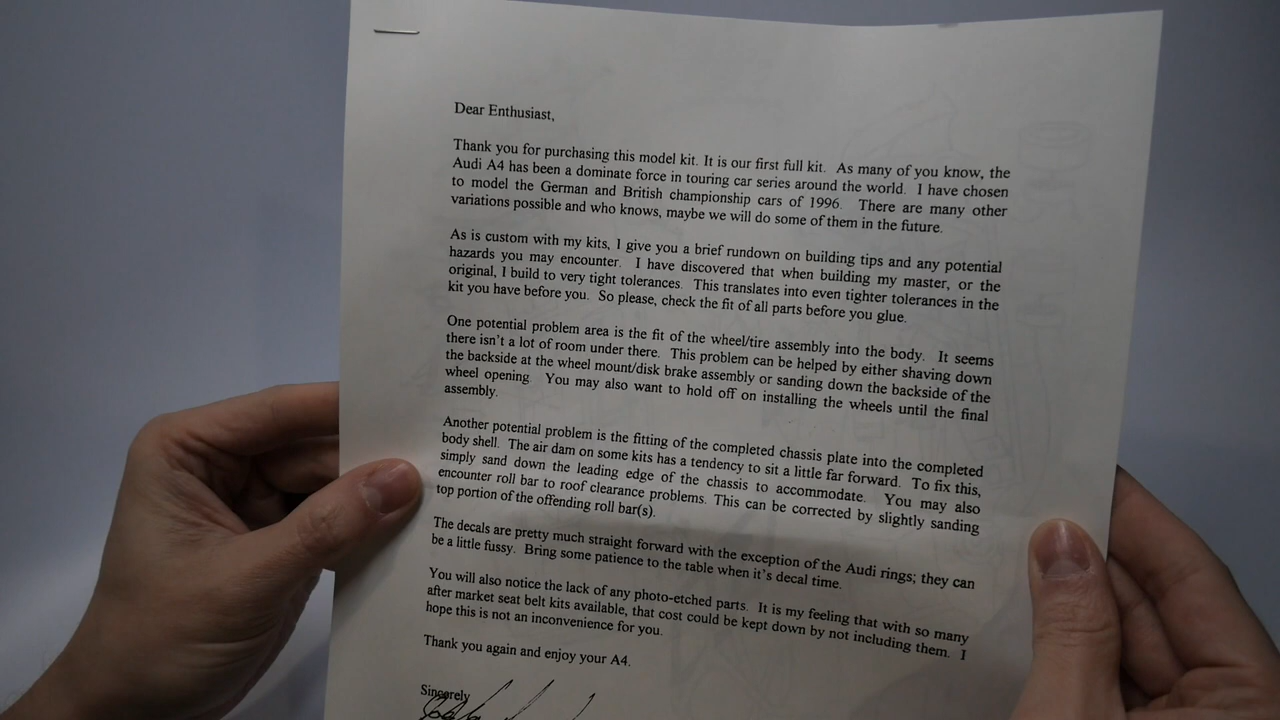 Dear Enthusiast,
Thank you for purchasing this model kit. It is our first full kit. As many of you know, the
Audi A4 has been a dominate force in touring car series around the world. I have chosen
to model the German and British championship cars of 1996. There are many other
variations possible and who knows, maybe we will do some of them in the future.
As is custom with my kits, I give you a brief rundown on building tips and any potential
hazards you may encounter. I have discovered that when building my master, or the
original, I build to very tight tolerances. This translates into even tighter tolerances in the
kit you have before you. So please, check the fit of all parts before you glue.
One potential problem area is the fit of the wheel/tire assembly into the body. It seems
there isn't a lot of room under there. This problem can be helped by either shaving down
the backside at the wheel mount/disk brake assembly or sanding down the backside of the
wheel opening. You may also want to hold off on installing the wheels until the final
assembly.
Another potential problem is the fitting of the completed chassis plate into the completed
body shell. The air dam on some kits has a tendency to sit a little far forward. To fix this,
simply sand down the leading edge of the chassis to accommodate. You may also
encounter roll bar to roof clearance problems. This can be corrected by slightly sanding
top portion of the offending roll bar(s).
The decals are pretty much straight forward with the exception of the Audi rings; they can
be a little fussy. Bring some patience to the table when it's decal time.
You will also notice the lack of any photo-etched parts. It is my feeling that with so many
after market seat belt kits available, that cost could be kept down by not including them. I
hope this is not an inconvenience for you.
Thank you again and enjoy your A4.
Sincerely